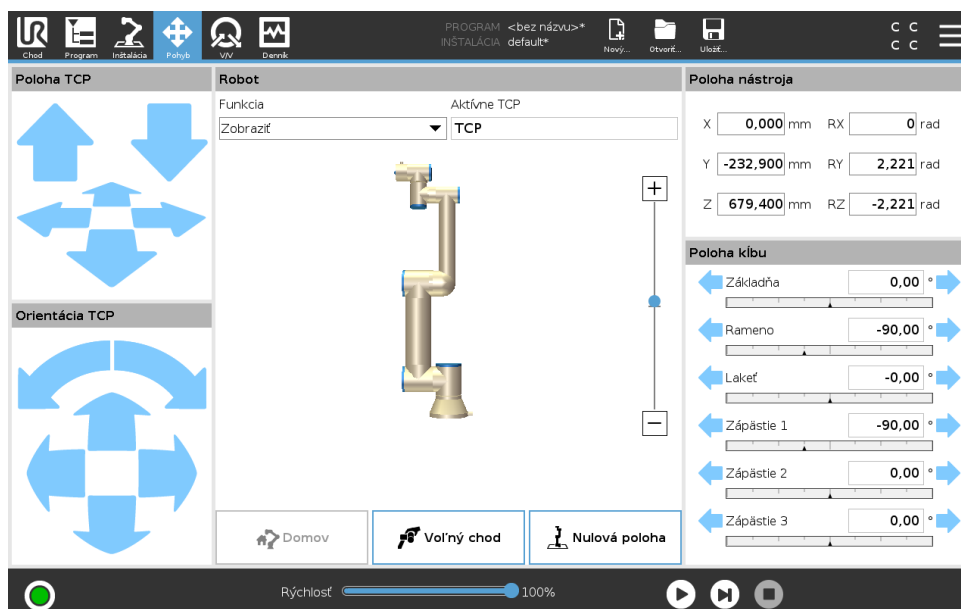 UR
PROGRAM <bez názvu>*
INŠTALÁCIA default*
Chod Program Inštalácia Pohyb V/V Denník Nový... Otvoriť... Uložiť...
C C
C C
Poloha TCP
Robot
Poloha nástroja
Funkcia Aktívne TCP
Zobraziť TCP
X 0,000 mm RX 0 rad
Y -232,900 mm RY 2,221 rad
Z 679,400 mm RZ -2,221 rad
Poloha kĺbu
Základňa 0,00 °
Orientácia TCP
Rameno -90,00 °
Lakeť -0,00 °
Zápästie 1 -90,00 °
Zápästie 2 0,00 °
Zápästie 3 0,00 °
Domov Voľný chod Nulová poloha
Rýchlosť 100%